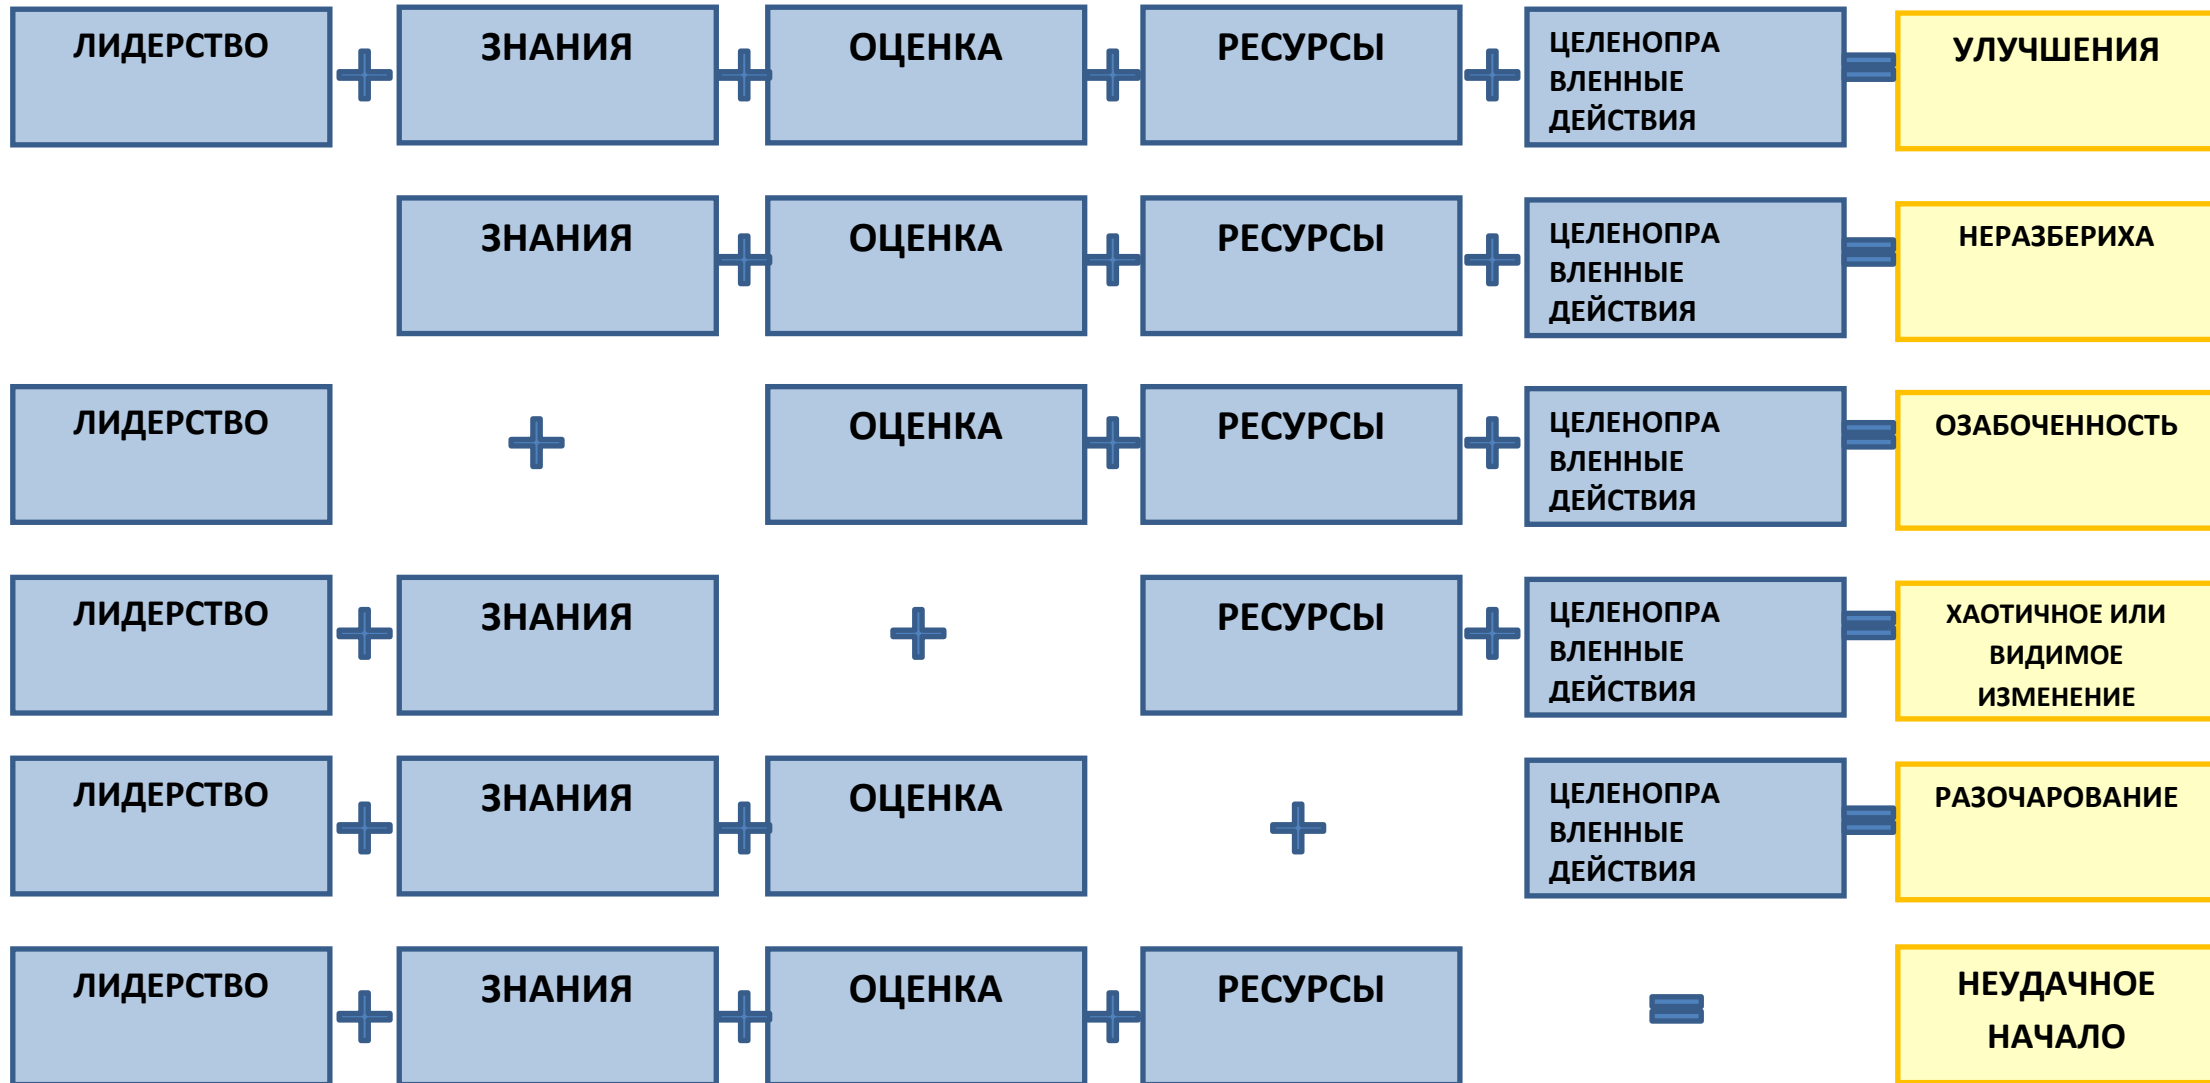 ЛИДЕРСТВО
ЗНАНИЯ
ОЦЕНКА
РЕСУРСЫ
ЦЕЛЕНОПРА
ВЛЕННЫЕ
ДЕЙСТВИЯ
УЛУЧШЕНИЯ
ЗНАНИЯ
ОЦЕНКА
РЕСУРСЫ
ЦЕЛЕНОПРА
ВЛЕННЫЕ
ДЕЙСТВИЯ
НЕРАЗБЕРИХА
ЛИДЕРСТВО
ОЦЕНКА
РЕСУРСЫ
ЦЕЛЕНОПРА
ВЛЕННЫЕ
ДЕЙСТВИЯ
ОЗАБОЧЕННОСТЬ
ЛИДЕРСТВО
ЗНАНИЯ
РЕСУРСЫ
ЦЕЛЕНОПРА
ВЛЕННЫЕ
ДЕЙСТВИЯ
ХАОТИЧНОЕ ИЛИ
ВИДИМОЕ
ИЗМЕНЕНИЕ
ЛИДЕРСТВО
ЗНАНИЯ
ОЦЕНКА
ЦЕЛЕНОПРА
ВЛЕННЫЕ
ДЕЙСТВИЯ
РАЗОЧАРОВАНИЕ
ЛИДЕРСТВО
ЗНАНИЯ
ОЦЕНКА
РЕСУРСЫ
НЕУДАЧНОЕ
НАЧАЛО